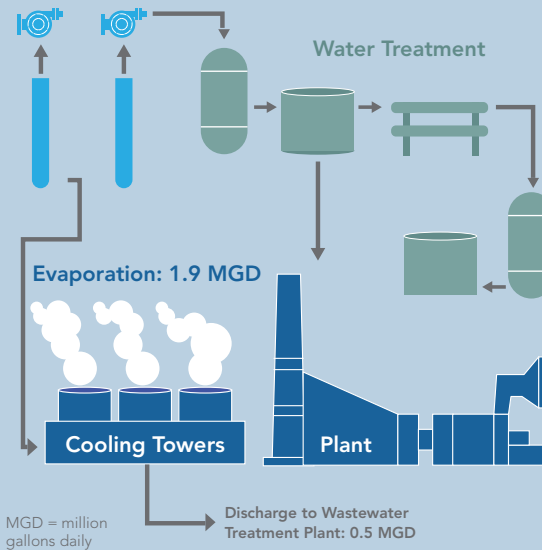 Water Treatment
Evaporation: 1.9 MGD
Cooling Towers
Plant
Discharge to Wastewater
Treatment Plant: 0.5 MGD
MGD = million
gallons daily